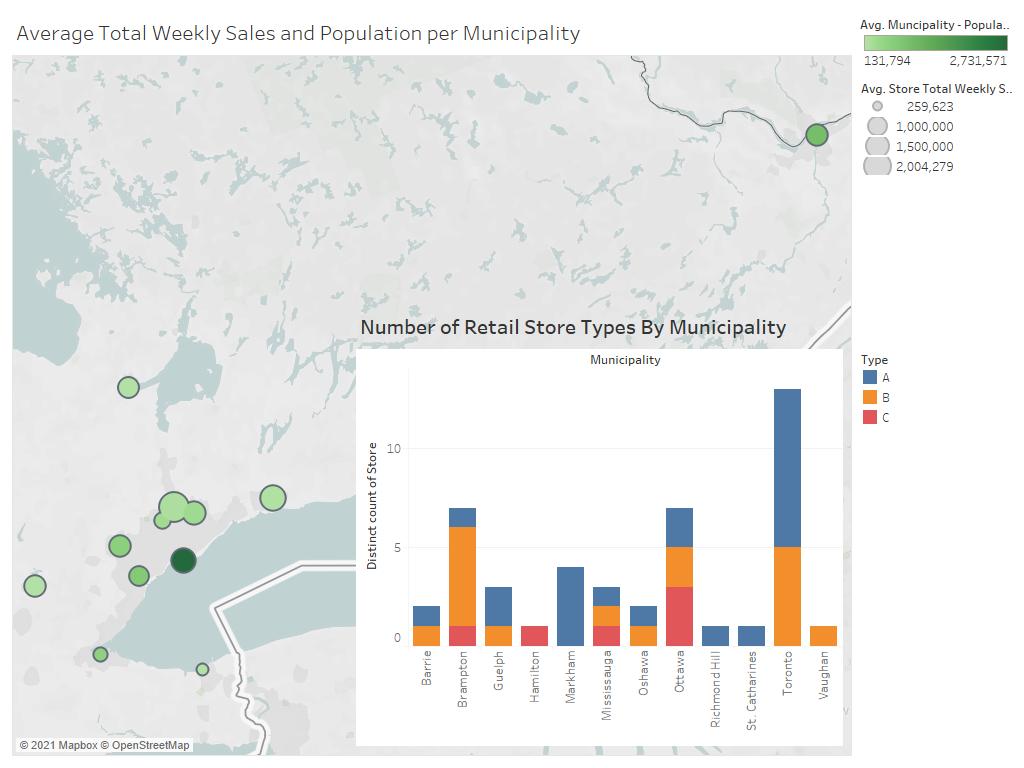 Average Total Weekly Sales and Population per Municipality
Avg. Muncipality - Popula..
131,794 2,731,571
Avg. Store Total Weekly S..
259,623
1,000,000
1,500,000
2,004,279
Number of Retail Store Types By Municipality
Municipality
Type
A
B
C
Distinct count of Store
10
5
0
Barrie
Brampton
Guelph
Hamilton
Markham
Mississauga
Oshawa
Ottawa
Richmond Hill
St. Catharines
Toronto
Vaughan
© 2021 Mapbox © OpenStreetMap